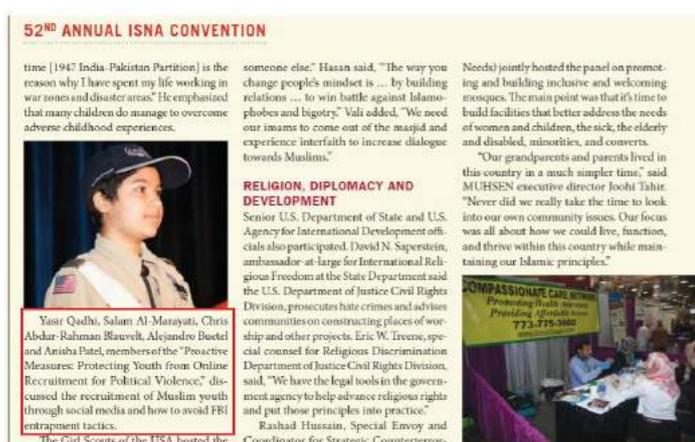 52ND ANNUAL ISNA CONVENTION
time [1947 India-Pakistan Partition] is the
reason why I have spent my life working in
war zones and disaster areas." He emphasized
that many children do manage to overcome
adverse childhood experiences.
Yasir Qadhi, Salam Al-Marayati, Chris
Abdur-Rahman Blauvelt, Alejandro Buetel
and Anisha Patel, members of the "Proactive
Measures: Protecting Youth from Online
Recruitment for Political Violence," dis-
cussed the recruitment of Muslim youth
through social media and how to avoid FBI
entrapment tactics.
The Girl Scouts of the USA hosted the
someone else." Hasan said, "The way you
change people's mindset is ... by building
relations ... to win battle against Islamo-
phobes and bigotry." Vali added, "We need
our imams to come out of the masjid and
experience interfaith to increase dialogue
towards Muslims."
RELIGION, DIPLOMACY AND
DEVELOPMENT
Senior U.S. Department of State and U.S.
Agency for International Development offi-
cials also participated. David N. Saperstein,
ambassador-at-large for International Reli-
gious Freedom at the State Department said
the U.S. Department of Justice Civil Rights
Division, prosecutes hate crimes and advises
communities on constructing places of wor-
ship and other projects. Eric W. Treene, spe-
cial counsel for Religious Discrimination
Department of Justice Civil Rights Division,
said, "We have the legal tools in the govern-
ment agency to help advance religious rights
and put those principles into practice."
Rashad Hussain, Special Envoy and
Coordinator for Strategic Counterterror-
Needs) jointly hosted the panel on promot-
ing and building inclusive and welcoming
mosques. The main point was that it's time to
build facilities that better address the needs
of women and children, the sick, the elderly
and disabled, minorities, and converts.
"Our grandparents and parents lived in
this country in a much simpler time," said
MUHSEN executive director Joohi Tahir.
"Never did we really take the time to look
into our own community issues. Our focus
was all about how we could live, function,
and thrive within this country while main-
taining our Islamic principles."
COMPASSIONATE CARE NETWORK
Promoting Health Awareness
Providing Affordable
773-775-3602